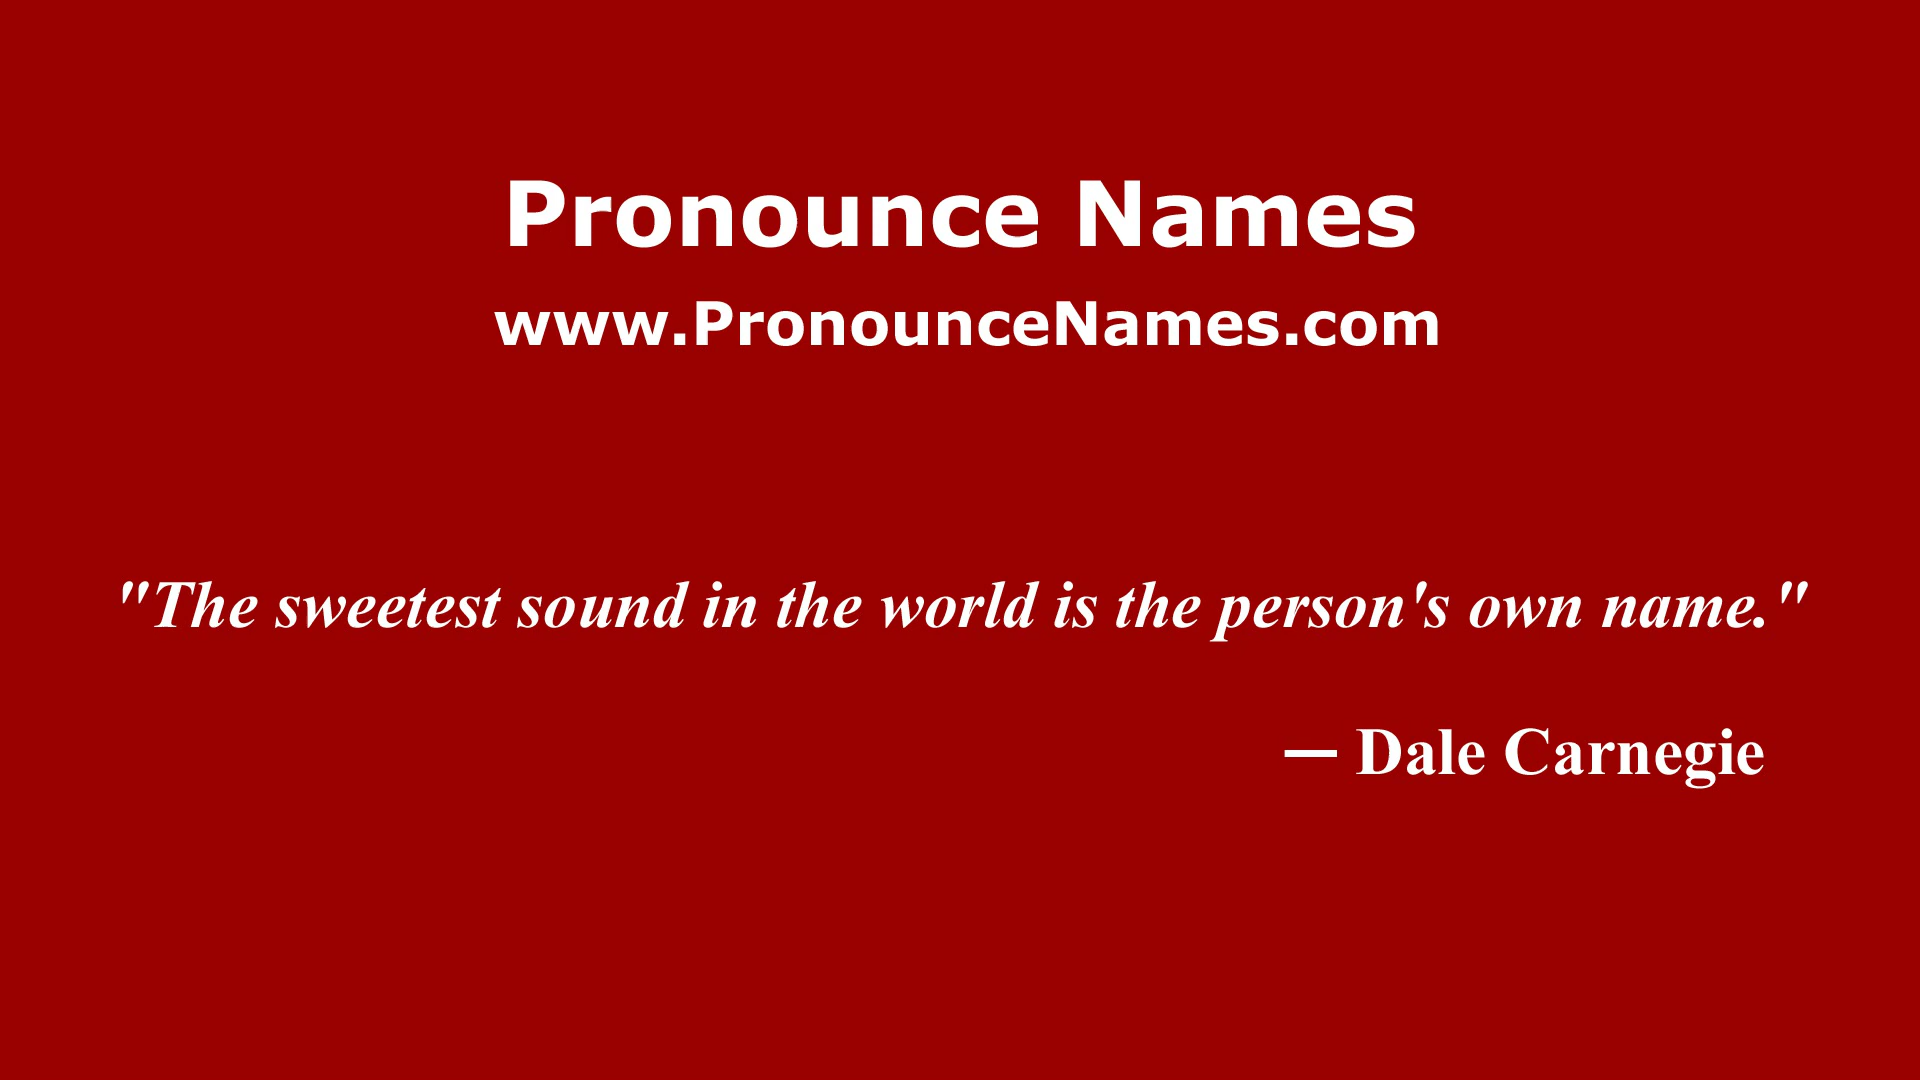 Pronounce Names
www.PronounceNames.com
"The sweetest sound in the world is the person's own name."
— Dale Carnegie